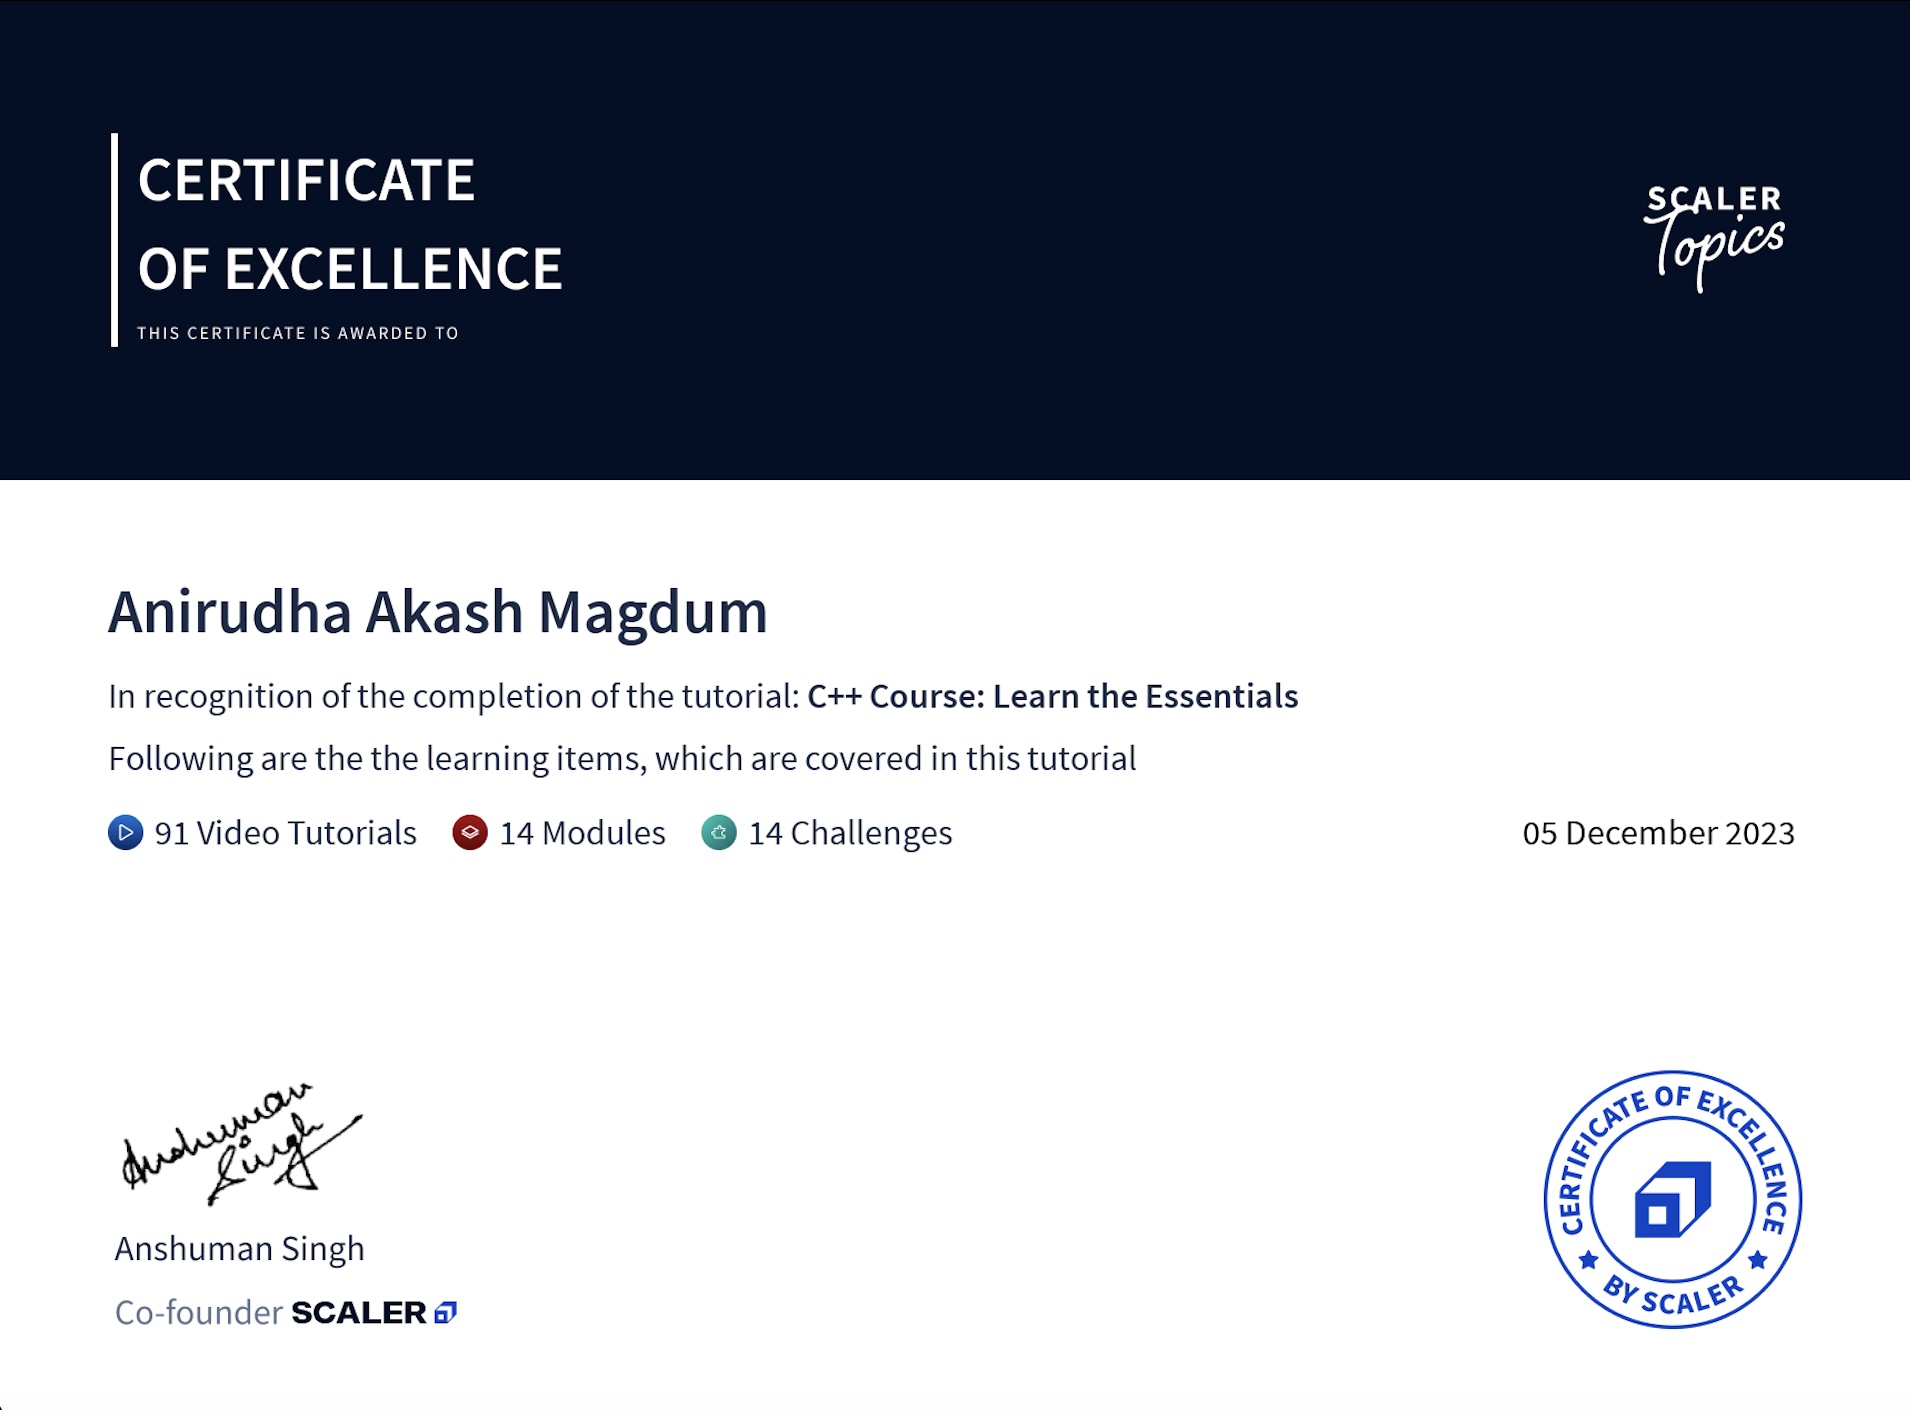 CERTIFICATE
OF EXCELLENCE
THIS CERTIFICATE IS AWARDED TO
SCALER
Topics
Anirudha Akash Magdum
In recognition of the completion of the tutorial: C++ Course: Learn the Essentials
Following are the the learning items, which are covered in this tutorial
91 Video Tutorials 14 Modules 14 Challenges 05 December 2023
Anshuman
Singh
Anshuman Singh
Co-founder SCALER
CERTIFICATE OF EXCELLENCE
BY SCALER